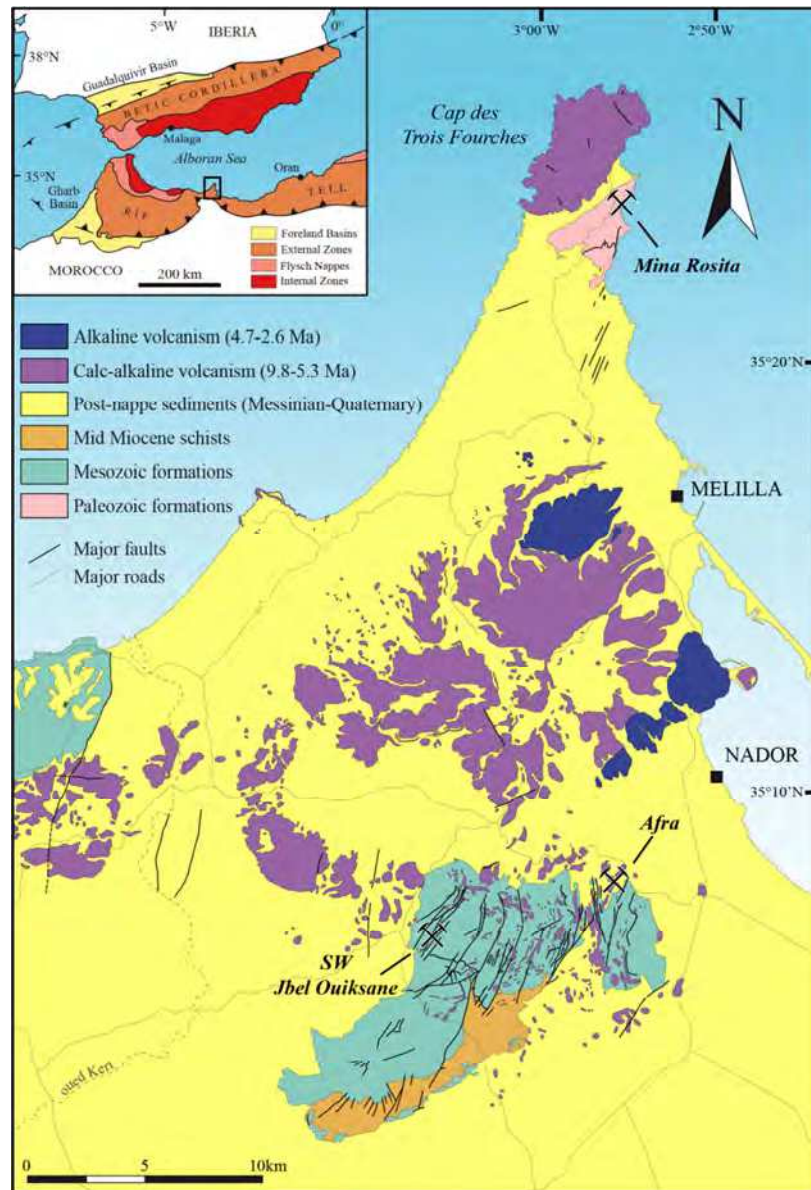 5°W
0°
IBERIA
38°N
Guadalquivir Basin
BETIC CORDILLERA
Malaga
Alboran Sea
Oran
35°N
Gharb
Basin
RIF
TELL
MOROCCO
200 km
Foreland Basins
External Zones
Flysch Nappes
Internal Zones
3°00'W
2°50'W
Cap des
Trois Fourches
N
Mina Rosita
Alkaline volcanism (4.7-2.6 Ma)
Calc-alkaline volcanism (9.8-5.3 Ma)
Post-nappe sediments (Messinian-Quaternary)
Mid Miocene schists
Mesozoic formations
Paleozoic formations
Major faults
Major roads
35°20'N
MELILLA
NADOR
35°10'N
Afra
SW
Jbel Ouiksane
oued Kert
0 5 10km